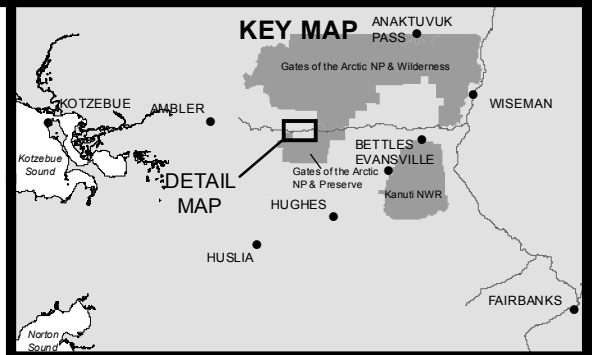 KEY MAP
ANAKTUVUK
PASS
Gates of the Arctic NP & Wilderness
KOTZEBUE
AMBLER
WISEMAN
Kotzebue
Sound
BETTLES
EVANSVILLE
DETAIL
MAP
Gates of the Arctic
NP & Preserve
Kanuti NWR
HUGHES
HUSLIA
FAIRBANKS
Norton
Sound